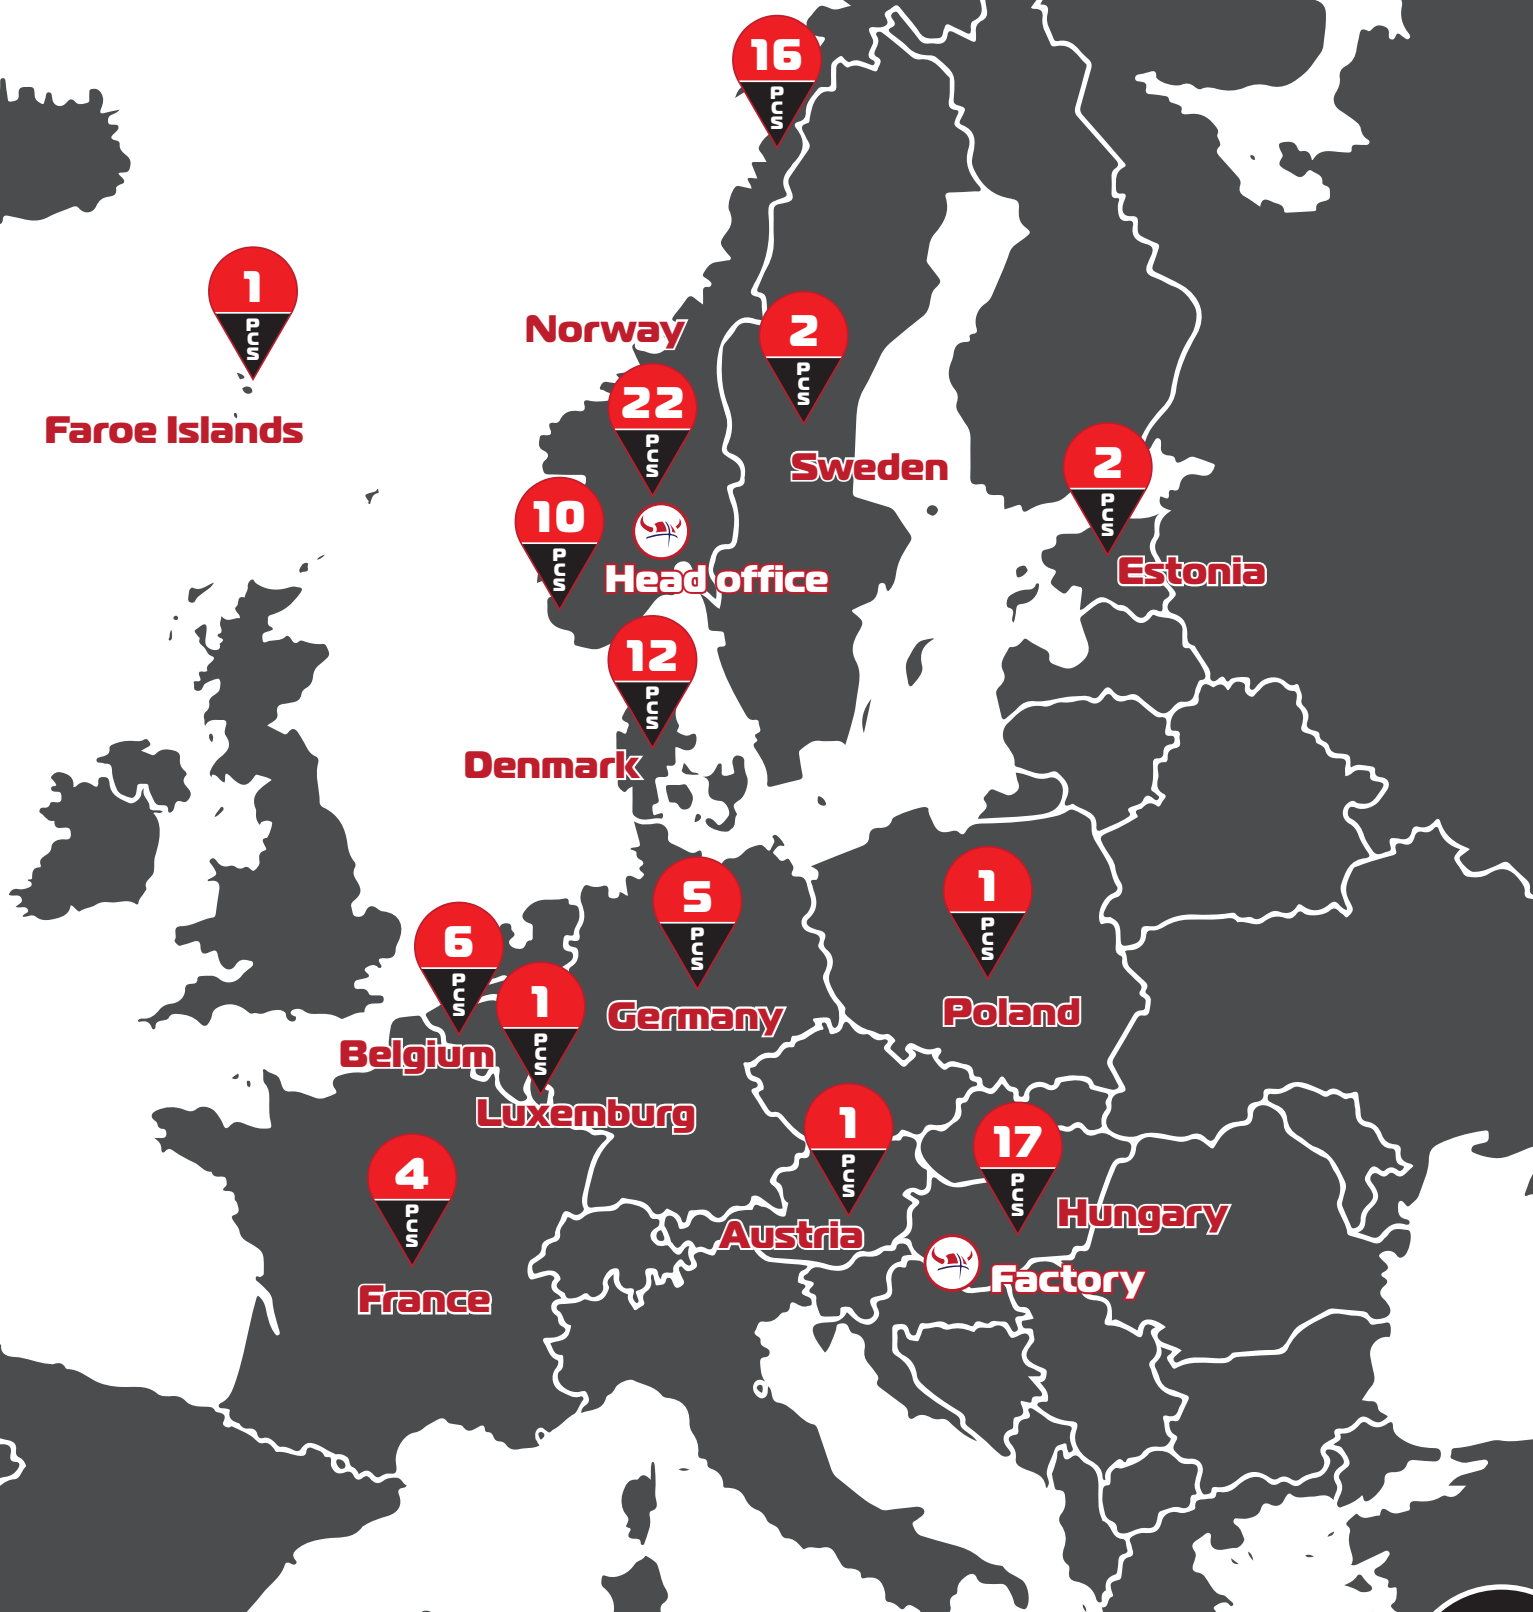 16
PCS
1
PCS
Faroe Islands
Norway
2
PCS
Sweden
22
PCS
10
PCS
Head office
2
PCS
Estonia
12
PCS
Denmark
5
PCS
Germany
1
PCS
Poland
6
PCS
Belgium
1
PCS
Luxemburg
4
PCS
France
1
PCS
Austria
17
PCS
Hungary
Factory